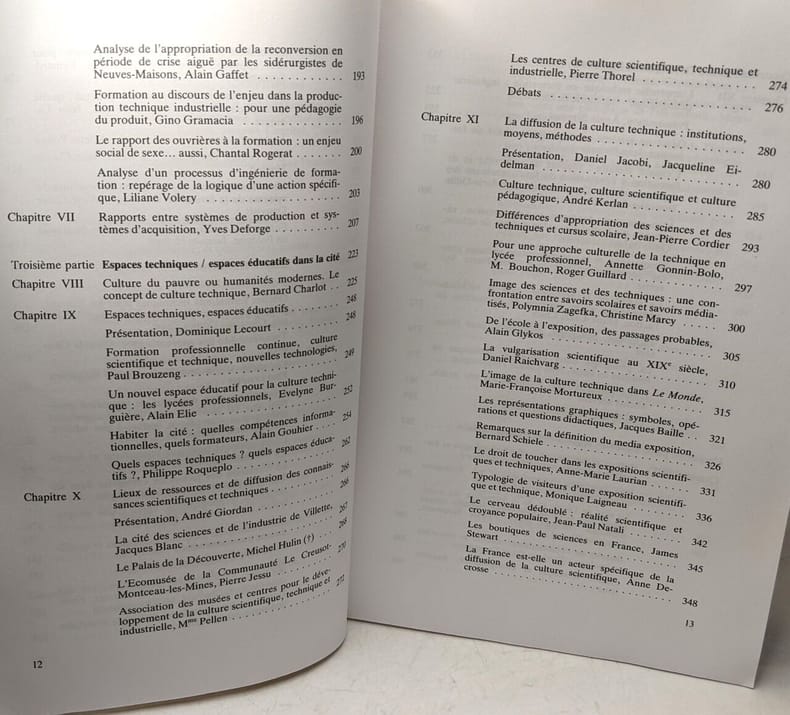 Analyse de l'appropriation de la reconversion en
période de crise aiguë par les sidérurgistes de
Neuves-Maisons, Alain Gaffet . . . . . . . . . . . . 193
Formation au discours de l'enjeu dans la produc-
tion technique industrielle : pour une pédagogie
du produit, Gino Gramacia . . . . . . . . . . . . . . 196
Le rapport des ouvrières à la formation : un enjeu
social de sexe... aussi, Chantal Rogerat . . . . . . . 200
Analyse d'un processus d'ingénierie de forma-
tion : repérage de la logique d'une action spécifi-
que, Liliane Volery . . . . . . . . . . . . . . . . . . 203
Chapitre VII Rapports entre systèmes de production et sys-
tèmes d'acquisition, Yves Deforge . . . . . . . . . . 207
Troisième partie Espaces techniques / espaces éducatifs dans la cité 223
Chapitre VIII Culture du pauvre ou humanités modernes. Le
concept de culture technique, Bernard Charlot . . 225
Chapitre IX Espaces techniques, espaces éducatifs . . . . . . . 248
Présentation, Dominique Lecourt . . . . . . . . . . 248
Formation professionnelle continue, culture
scientifique et technique, nouvelles technologies,
Paul Brouzeng . . . . . . . . . . . . . . . . . . . . 249
Un nouvel espace éducatif pour la culture techni-
que : les lycées professionnels, Evelyne Bur-
guière, Alain Elie . . . . . . . . . . . . . . . . . . 252
Habiter la cité : quelles compétences informa-
tionnelles, quels formateurs, Alain Gouhier . . . . 254
Quels espaces techniques ? quels espaces éduca-
tifs ?, Philippe Roqueplo . . . . . . . . . . . . . . 262
Chapitre X Lieux de ressources et de diffusion des connais-
sances scientifiques et techniques . . . . . . . . . . 266
Présentation, André Giordan . . . . . . . . . . . . 266
La cité des sciences et de l'industrie de Villette,
Jacques Blanc . . . . . . . . . . . . . . . . . . . . 267
Le Palais de la Découverte, Michel Hulin (†) . . . 268
L'Ecomusée de la Communauté Le Creusot-
Montceau-les-Mines, Pierre Jessu . . . . . . . . . . 270
Association des musées et centres pour le déve-
loppement de la culture scientifique, technique et
industrielle, Mme Pellen . . . . . . . . . . . . . . . 272
12
Les centres de culture scientifique, technique et
industrielle, Pierre Thorel . . . . . . . . . . . . . . 274
Débats . . . . . . . . . . . . . . . . . . . . . . . . 276
Chapitre XI La diffusion de la culture technique : institutions,
moyens, méthodes . . . . . . . . . . . . . . . . . . 280
Présentation, Daniel Jacobi, Jacqueline Ei-
delman . . . . . . . . . . . . . . . . . . . . . . . . 280
Culture technique, culture scientifique et culture
pédagogique, André Kerlan . . . . . . . . . . . . . 285
Différences d'appropriation des sciences et des
techniques et cursus scolaire, Jean-Pierre Cordier 293
Pour une approche culturelle de la technique en
lycée professionnel, Annette Gonnin-Bolo,
M. Bouchon, Roger Guillard . . . . . . . . . . . . . 297
Image des sciences et des techniques : une con-
frontation entre savoirs scolaires et savoirs média-
tisés, Polymnia Zagefka, Christine Marcy . . . . . 300
De l'école à l'exposition, des passages probables,
Alain Glykos . . . . . . . . . . . . . . . . . . . . . 305
La vulgarisation scientifique au XIXe siècle,
Daniel Raichvarg . . . . . . . . . . . . . . . . . . . 310
L'image de la culture technique dans Le Monde,
Marie-Françoise Mortureux . . . . . . . . . . . . . 315
Les représentations graphiques : symboles, opé-
rations et questions didactiques, Jacques Baille . . 321
Remarques sur la définition du media exposition,
Bernard Schiele . . . . . . . . . . . . . . . . . . . . 326
Le droit de toucher dans les expositions scientifi-
ques et techniques, Anne-Marie Laurian . . . . . . 331
Typologie de visiteurs d'une exposition scientifi-
que et technique, Monique Laigneau . . . . . . . . 336
Le cerveau dédoublé : réalité scientifique et
croyance populaire, Jean-Paul Natali . . . . . . . . 342
Les boutiques de sciences en France, James
Stewart . . . . . . . . . . . . . . . . . . . . . . . . 345
La France est-elle un acteur spécifique de la
diffusion de la culture scientifique, Anne De-
crosse . . . . . . . . . . . . . . . . . . . . . . . . . 348
13